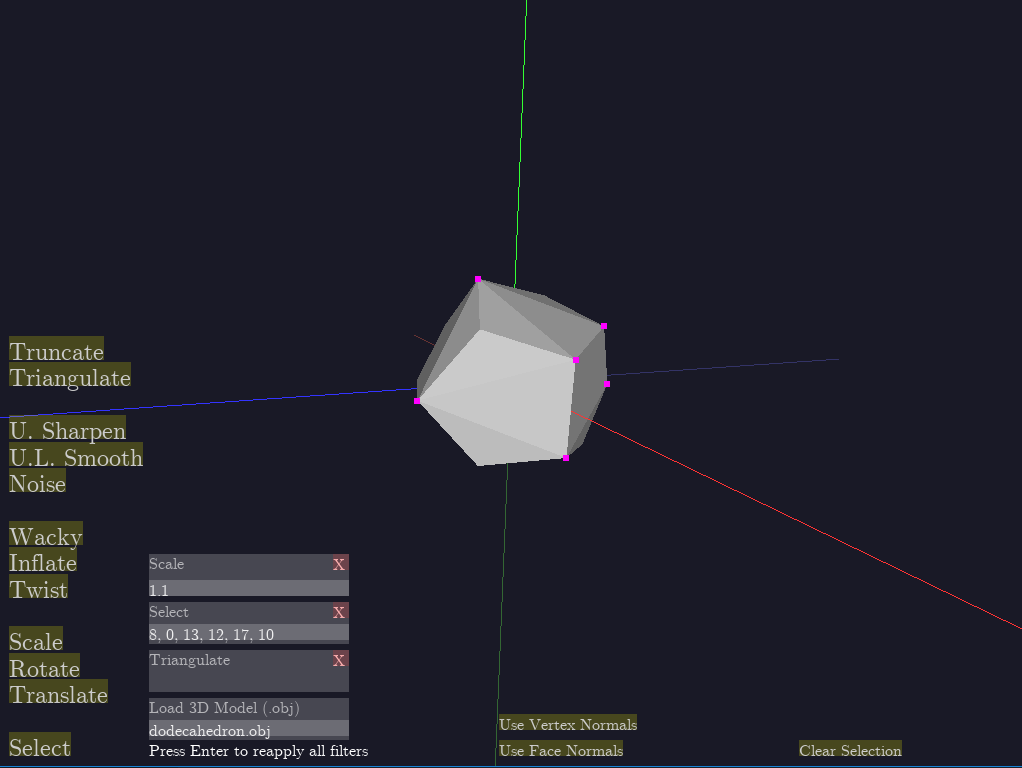 Truncate
Triangulate
U. Sharpen
U.L. Smooth
Noise
Wacky
Inflate
Twist
Scale
Rotate
Translate
Select
Scale X
1.1
Select X
8, 0, 13, 12, 17, 10
Triangulate X
Load 3D Model (.obj)
dodecahedron.obj
Press Enter to reapply all filters
Use Vertex Normals
Use Face Normals
Clear Selection